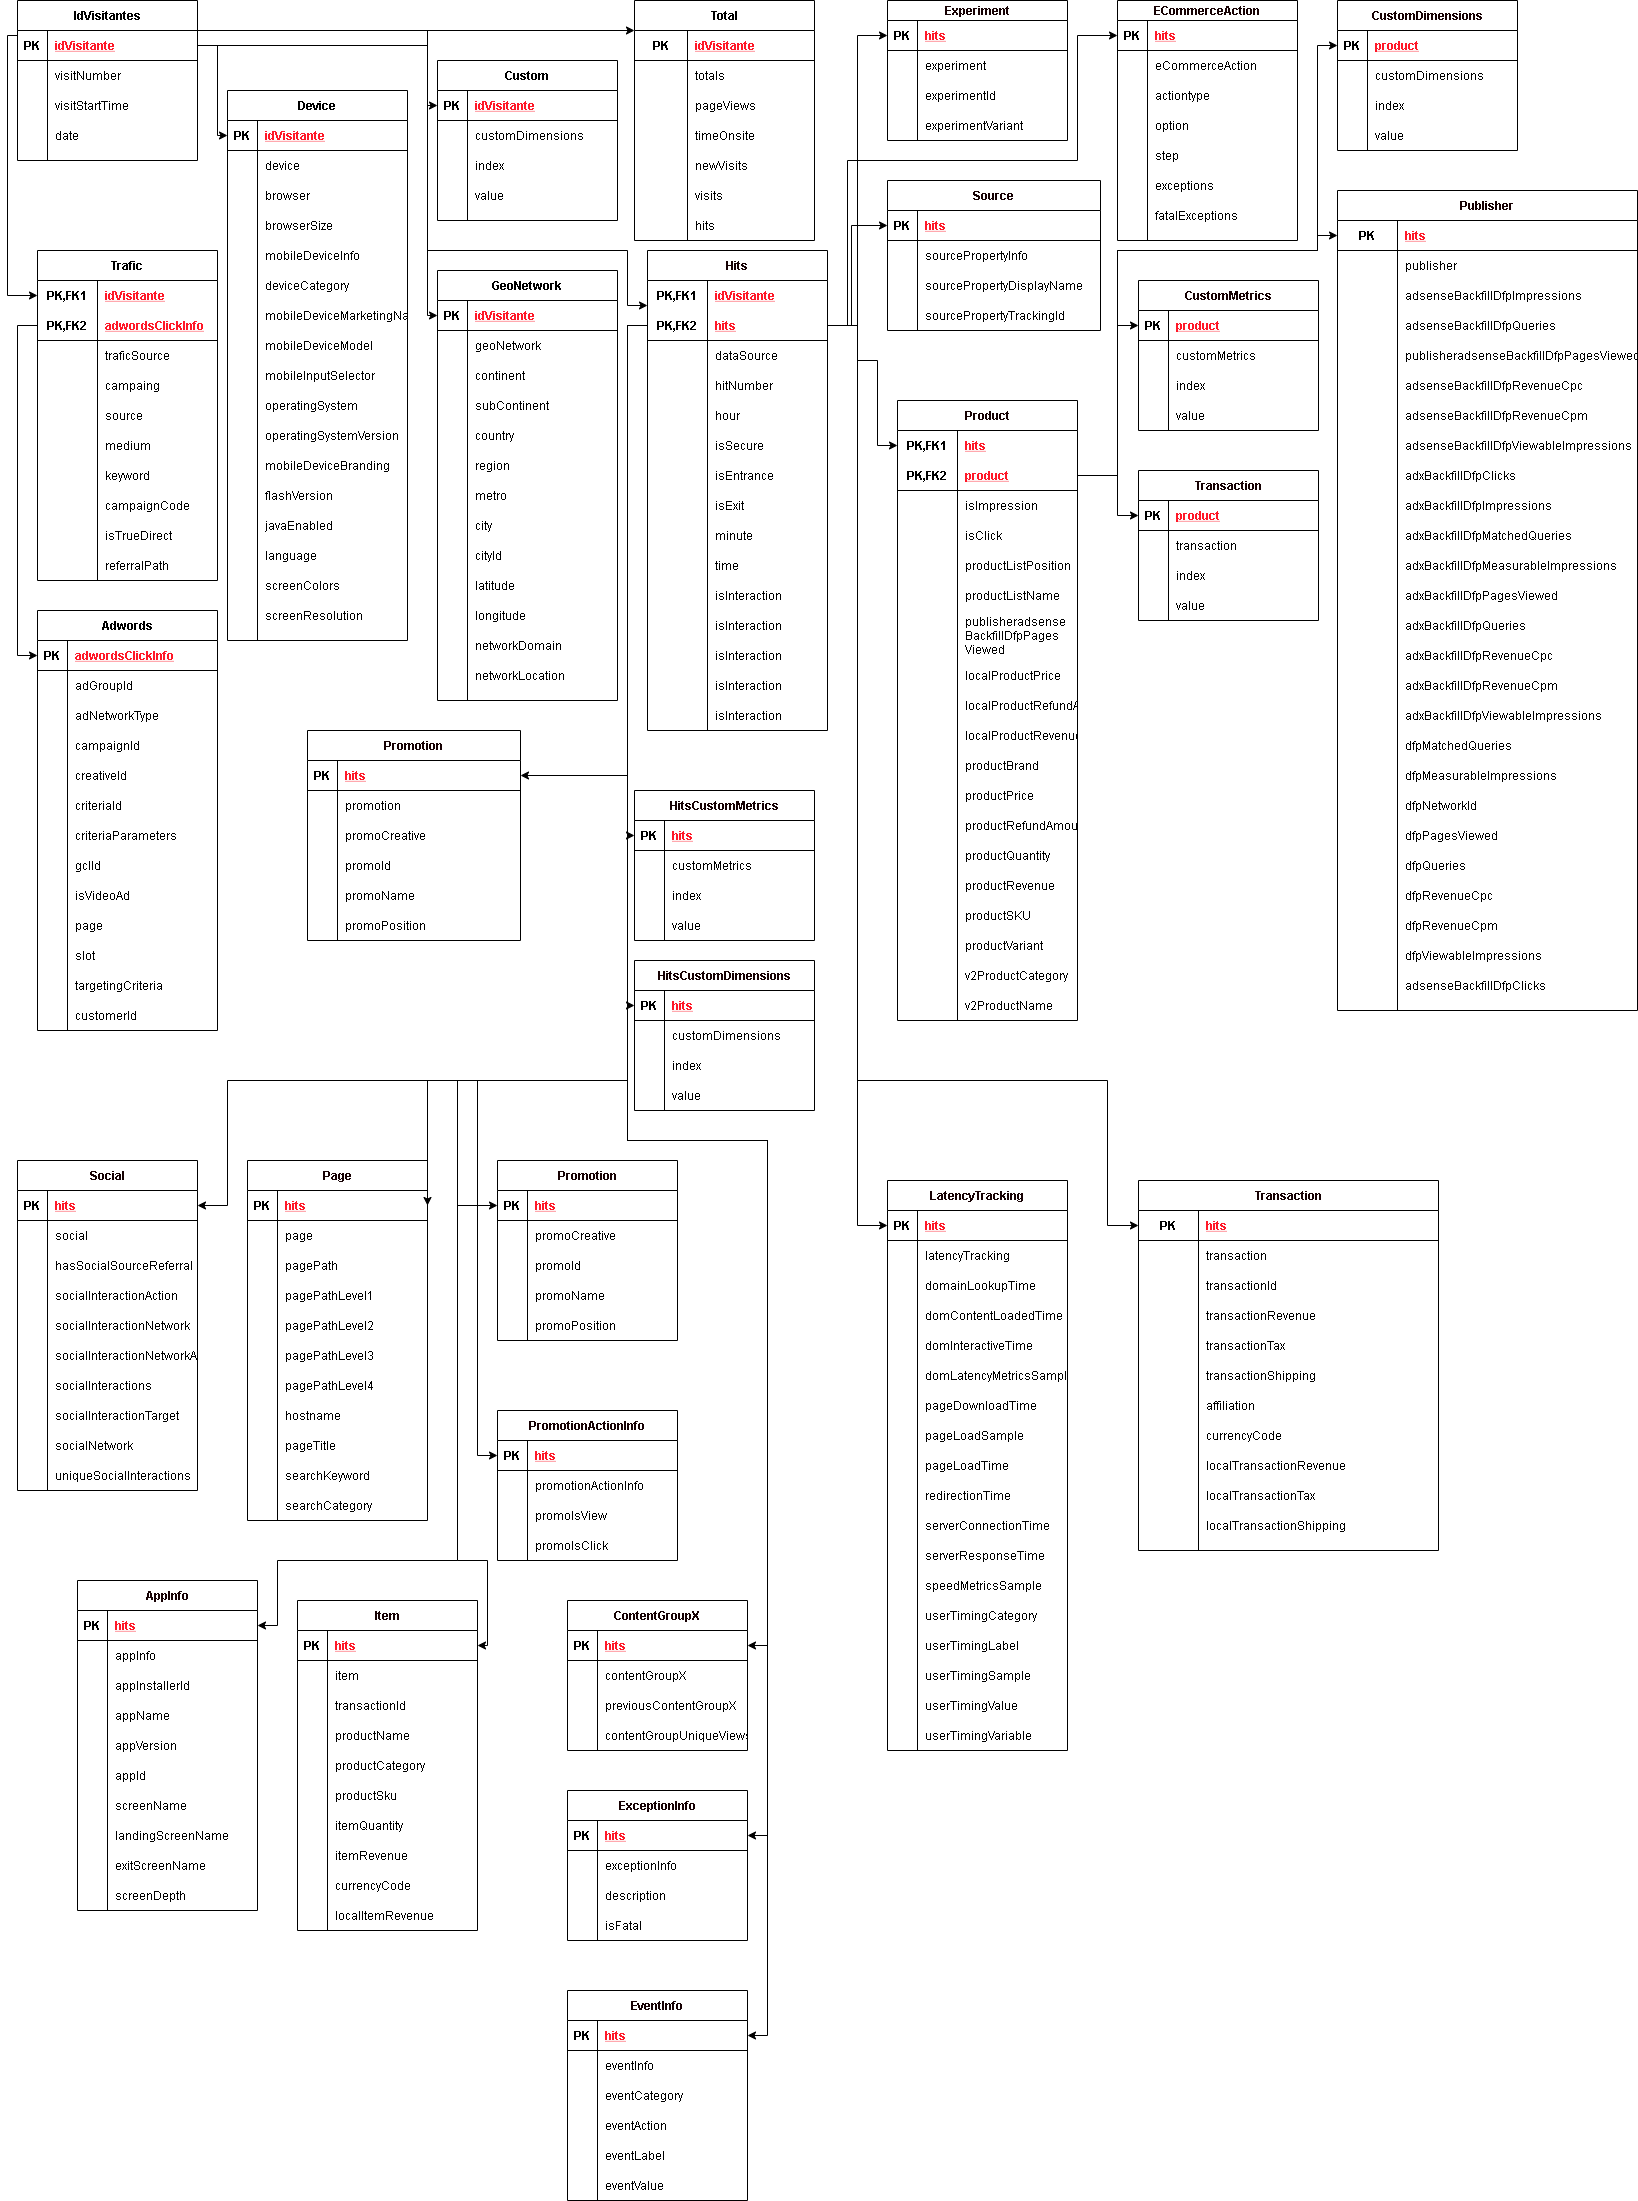 IdVisitantes
PK idVisitante
visitNumber
visitStartTime
date
Total
PK idVisitante
totals
pageViews
timeOnsite
newVisits
visits
hits
Experiment
PK hits
experiment
experimentId
experimentVariant
ECommerceAction
PK hits
eCommerceAction
actiontype
option
step
exceptions
fatalExceptions
CustomDimensions
PK product
customDimensions
index
value
Custom
PK idVisitante
customDimensions
index
value
Device
PK idVisitante
device
browser
browserSize
mobileDeviceInfo
deviceCategory
mobileDeviceMarketingNa
mobileDeviceModel
mobileInputSelector
operatingSystem
operatingSystemVersion
mobileDeviceBranding
flashVersion
javaEnabled
language
screenColors
screenResolution
Source
PK hits
sourcePropertyInfo
sourcePropertyDisplayName
sourcePropertyTrackingId
Publisher
PK hits
publisher
adsenseBackfillDfpImpressions
adsenseBackfillDfpQueries
publisheradsenseBackfillDfpPagesViewed
adsenseBackfillDfpRevenueCpc
adsenseBackfillDfpRevenueCpm
adsenseBackfillDfpViewableImpressions
adxBackfillDfpClicks
adxBackfillDfpImpressions
adxBackfillDfpMatchedQueries
adxBackfillDfpMeasurableImpressions
adxBackfillDfpPagesViewed
adxBackfillDfpQueries
adxBackfillDfpRevenueCpc
adxBackfillDfpRevenueCpm
adxBackfillDfpViewableImpressions
dfpMatchedQueries
dfpMeasurableImpressions
dfpNetworkId
dfpPagesViewed
dfpQueries
dfpRevenueCpc
dfpRevenueCpm
dfpViewableImpressions
adsenseBackfillDfpClicks
Trafic
PK,FK1 idVisitante
PK,FK2 adwordsClickInfo
traficSource
campaing
source
medium
keyword
campaignCode
isTrueDirect
referralPath
GeoNetwork
PK idVisitante
geoNetwork
continent
subContinent
country
region
metro
city
cityId
latitude
longitude
networkDomain
networkLocation
Hits
PK,FK1 idVisitante
PK,FK2 hits
dataSource
hitNumber
hour
isSecure
isEntrance
isExit
minute
time
isInteraction
isInteraction
isInteraction
isInteraction
isInteraction
CustomMetrics
PK product
customMetrics
index
value
Product
PK,FK1 hits
PK,FK2 product
isImpression
isClick
productListPosition
productListName
publisheradsense
BackfillDfpPages
Viewed
localProductPrice
localProductRefundA
localProductRevenue
productBrand
productPrice
productRefundAmou
productQuantity
productRevenue
productSKU
productVariant
v2ProductCategory
v2ProductName
Transaction
PK product
transaction
index
value
Adwords
PK adwordsClickInfo
adGroupId
adNetworkType
campaignId
creativeId
criteriaId
criteriaParameters
gclId
isVideoAd
page
slot
targetingCriteria
customerId
Promotion
PK hits
promotion
promoCreative
promoId
promoName
promoPosition
HitsCustomMetrics
PK hits
customMetrics
index
value
HitsCustomDimensions
PK hits
customDimensions
index
value
Social
PK hits
social
hasSocialSourceReferral
socialInteractionAction
socialInteractionNetwork
socialInteractionNetworkA
socialInteractions
socialInteractionTarget
socialNetwork
uniqueSocialInteractions
Page
PK hits
page
pagePath
pagePathLevel1
pagePathLevel2
pagePathLevel3
pagePathLevel4
hostname
pageTitle
searchKeyword
searchCategory
Promotion
PK hits
promoCreative
promoId
promoName
promoPosition
LatencyTracking
PK hits
latencyTracking
domainLookupTime
domContentLoadedTime
domInteractiveTime
domLatencyMetricsSampl
pageDownloadTime
pageLoadSample
pageLoadTime
redirectionTime
serverConnectionTime
serverResponseTime
speedMetricsSample
userTimingCategory
userTimingLabel
userTimingSample
userTimingValue
userTimingVariable
Transaction
PK hits
transaction
transactionId
transactionRevenue
transactionTax
transactionShipping
affiliation
currencyCode
localTransactionRevenue
localTransactionTax
localTransactionShipping
PromotionActionInfo
PK hits
promotionActionInfo
promoIsView
promoIsClick
AppInfo
PK hits
appInfo
appInstallerId
appName
appVersion
appId
screenName
landingScreenName
exitScreenName
screenDepth
Item
PK hits
item
transactionId
productName
productCategory
productSku
itemQuantity
itemRevenue
currencyCode
localItemRevenue
ContentGroupX
PK hits
contentGroupX
previousContentGroupX
contentGroupUniqueViews
ExceptionInfo
PK hits
exceptionInfo
description
isFatal
EventInfo
PK hits
eventInfo
eventCategory
eventAction
eventLabel
eventValue